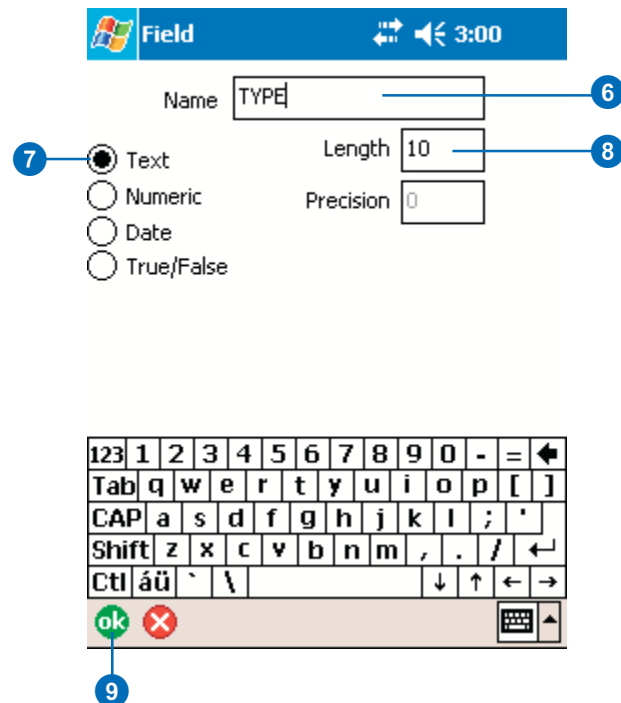 Field 3:00
Name TYPE 6
7 Text Length 10 8
Numeric Precision 0
Date
True/False
123 1 2 3 4 5 6 7 8 9 0 - =
Tab q w e r t y u i o p [ ]
CAP a s d f g h j k l ; '
Shift z x c v b n m , . /
Ctl áü ` \
ok
9